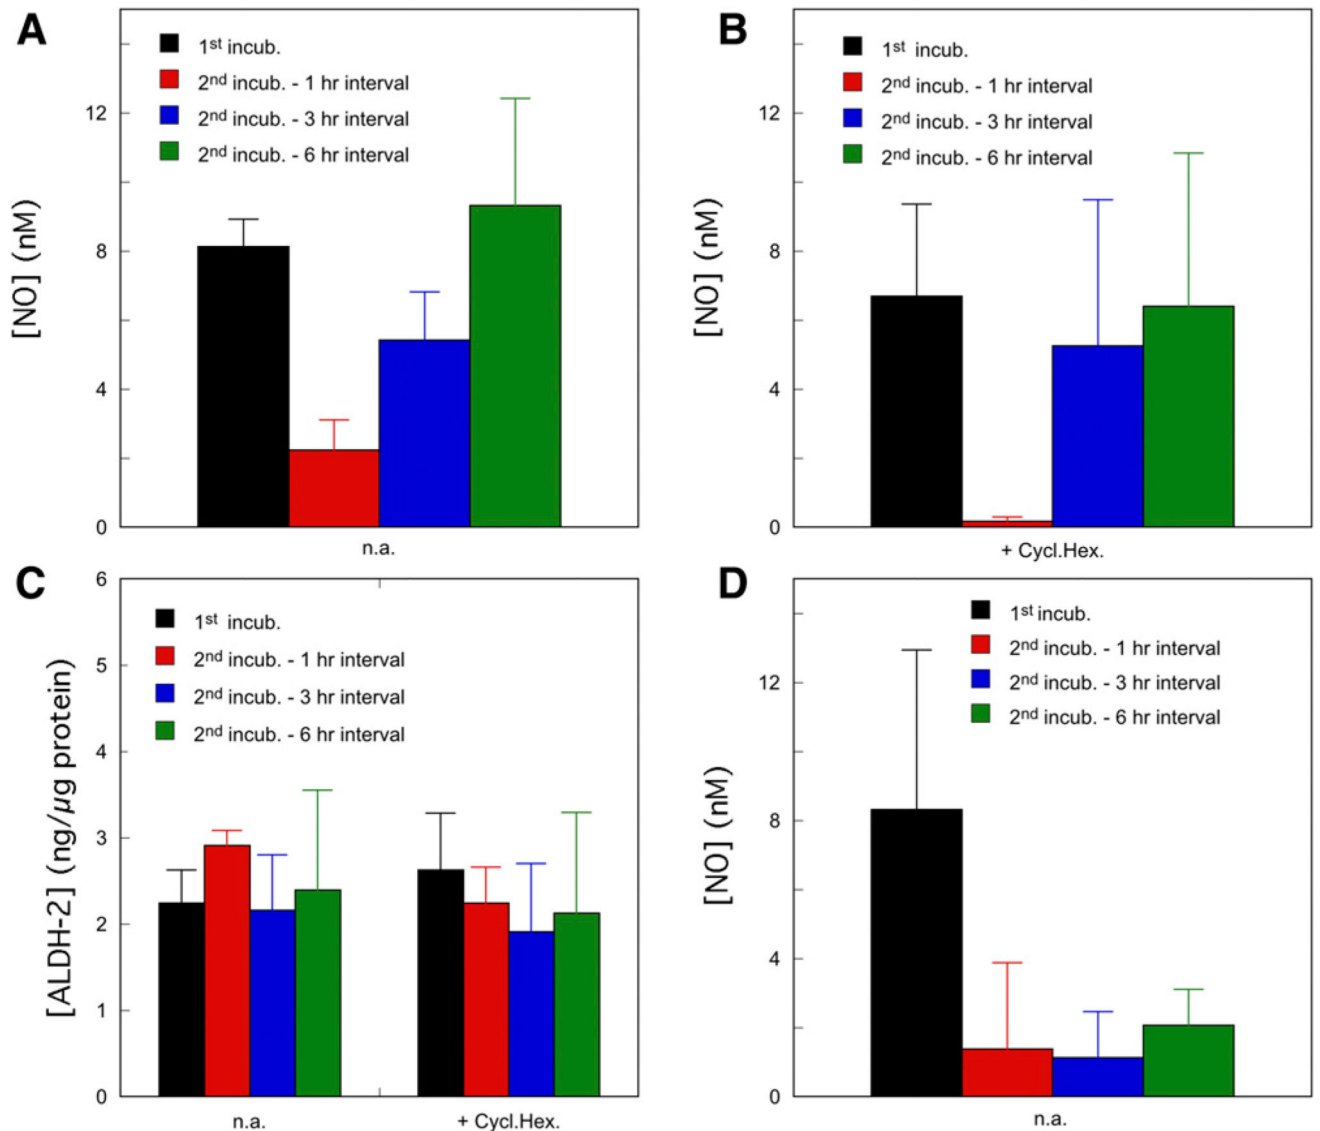 A
1st incub.
2nd incub. - 1 hr interval
2nd incub. - 3 hr interval
2nd incub. - 6 hr interval
12
8
4
0
[NO] (nM)
n.a.
B
1st incub.
2nd incub. - 1 hr interval
2nd incub. - 3 hr interval
2nd incub. - 6 hr interval
12
8
4
0
[NO] (nM)
+ Cycl.Hex.
C
1st incub.
2nd incub. - 1 hr interval
2nd incub. - 3 hr interval
2nd incub. - 6 hr interval
6
5
4
3
2
1
0
[ALDH-2] (ng/µg protein)
n.a.
+ Cycl.Hex.
D
1st incub.
2nd incub. - 1 hr interval
2nd incub. - 3 hr interval
2nd incub. - 6 hr interval
12
8
4
0
[NO] (nM)
n.a.